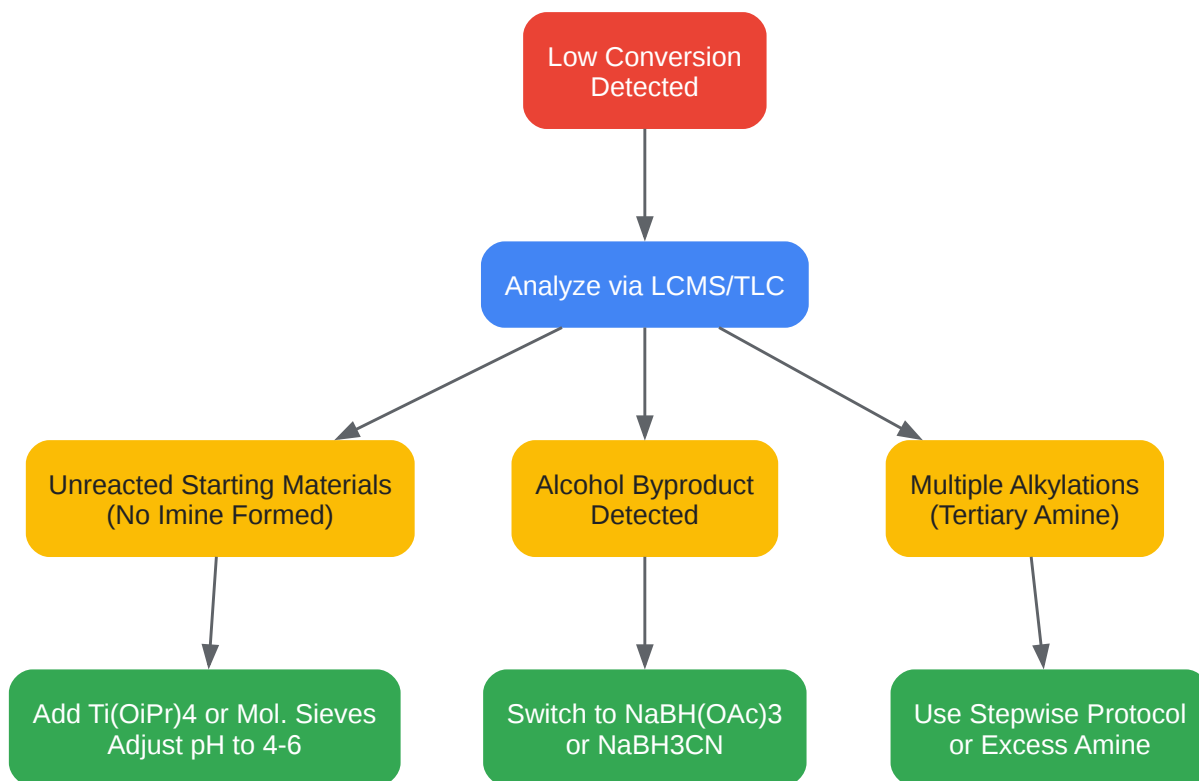 Low Conversion
Detected
Analyze via LCMS/TLC
Unreacted Starting Materials
(No Imine Formed)
Alcohol Byproduct
Detected
Multiple Alkylations
(Tertiary Amine)
Add Ti(OiPr)4 or Mol. Sieves
Adjust pH to 4-6
Switch to NaBH(OAc)3
or NaBH3CN
Use Stepwise Protocol
or Excess Amine